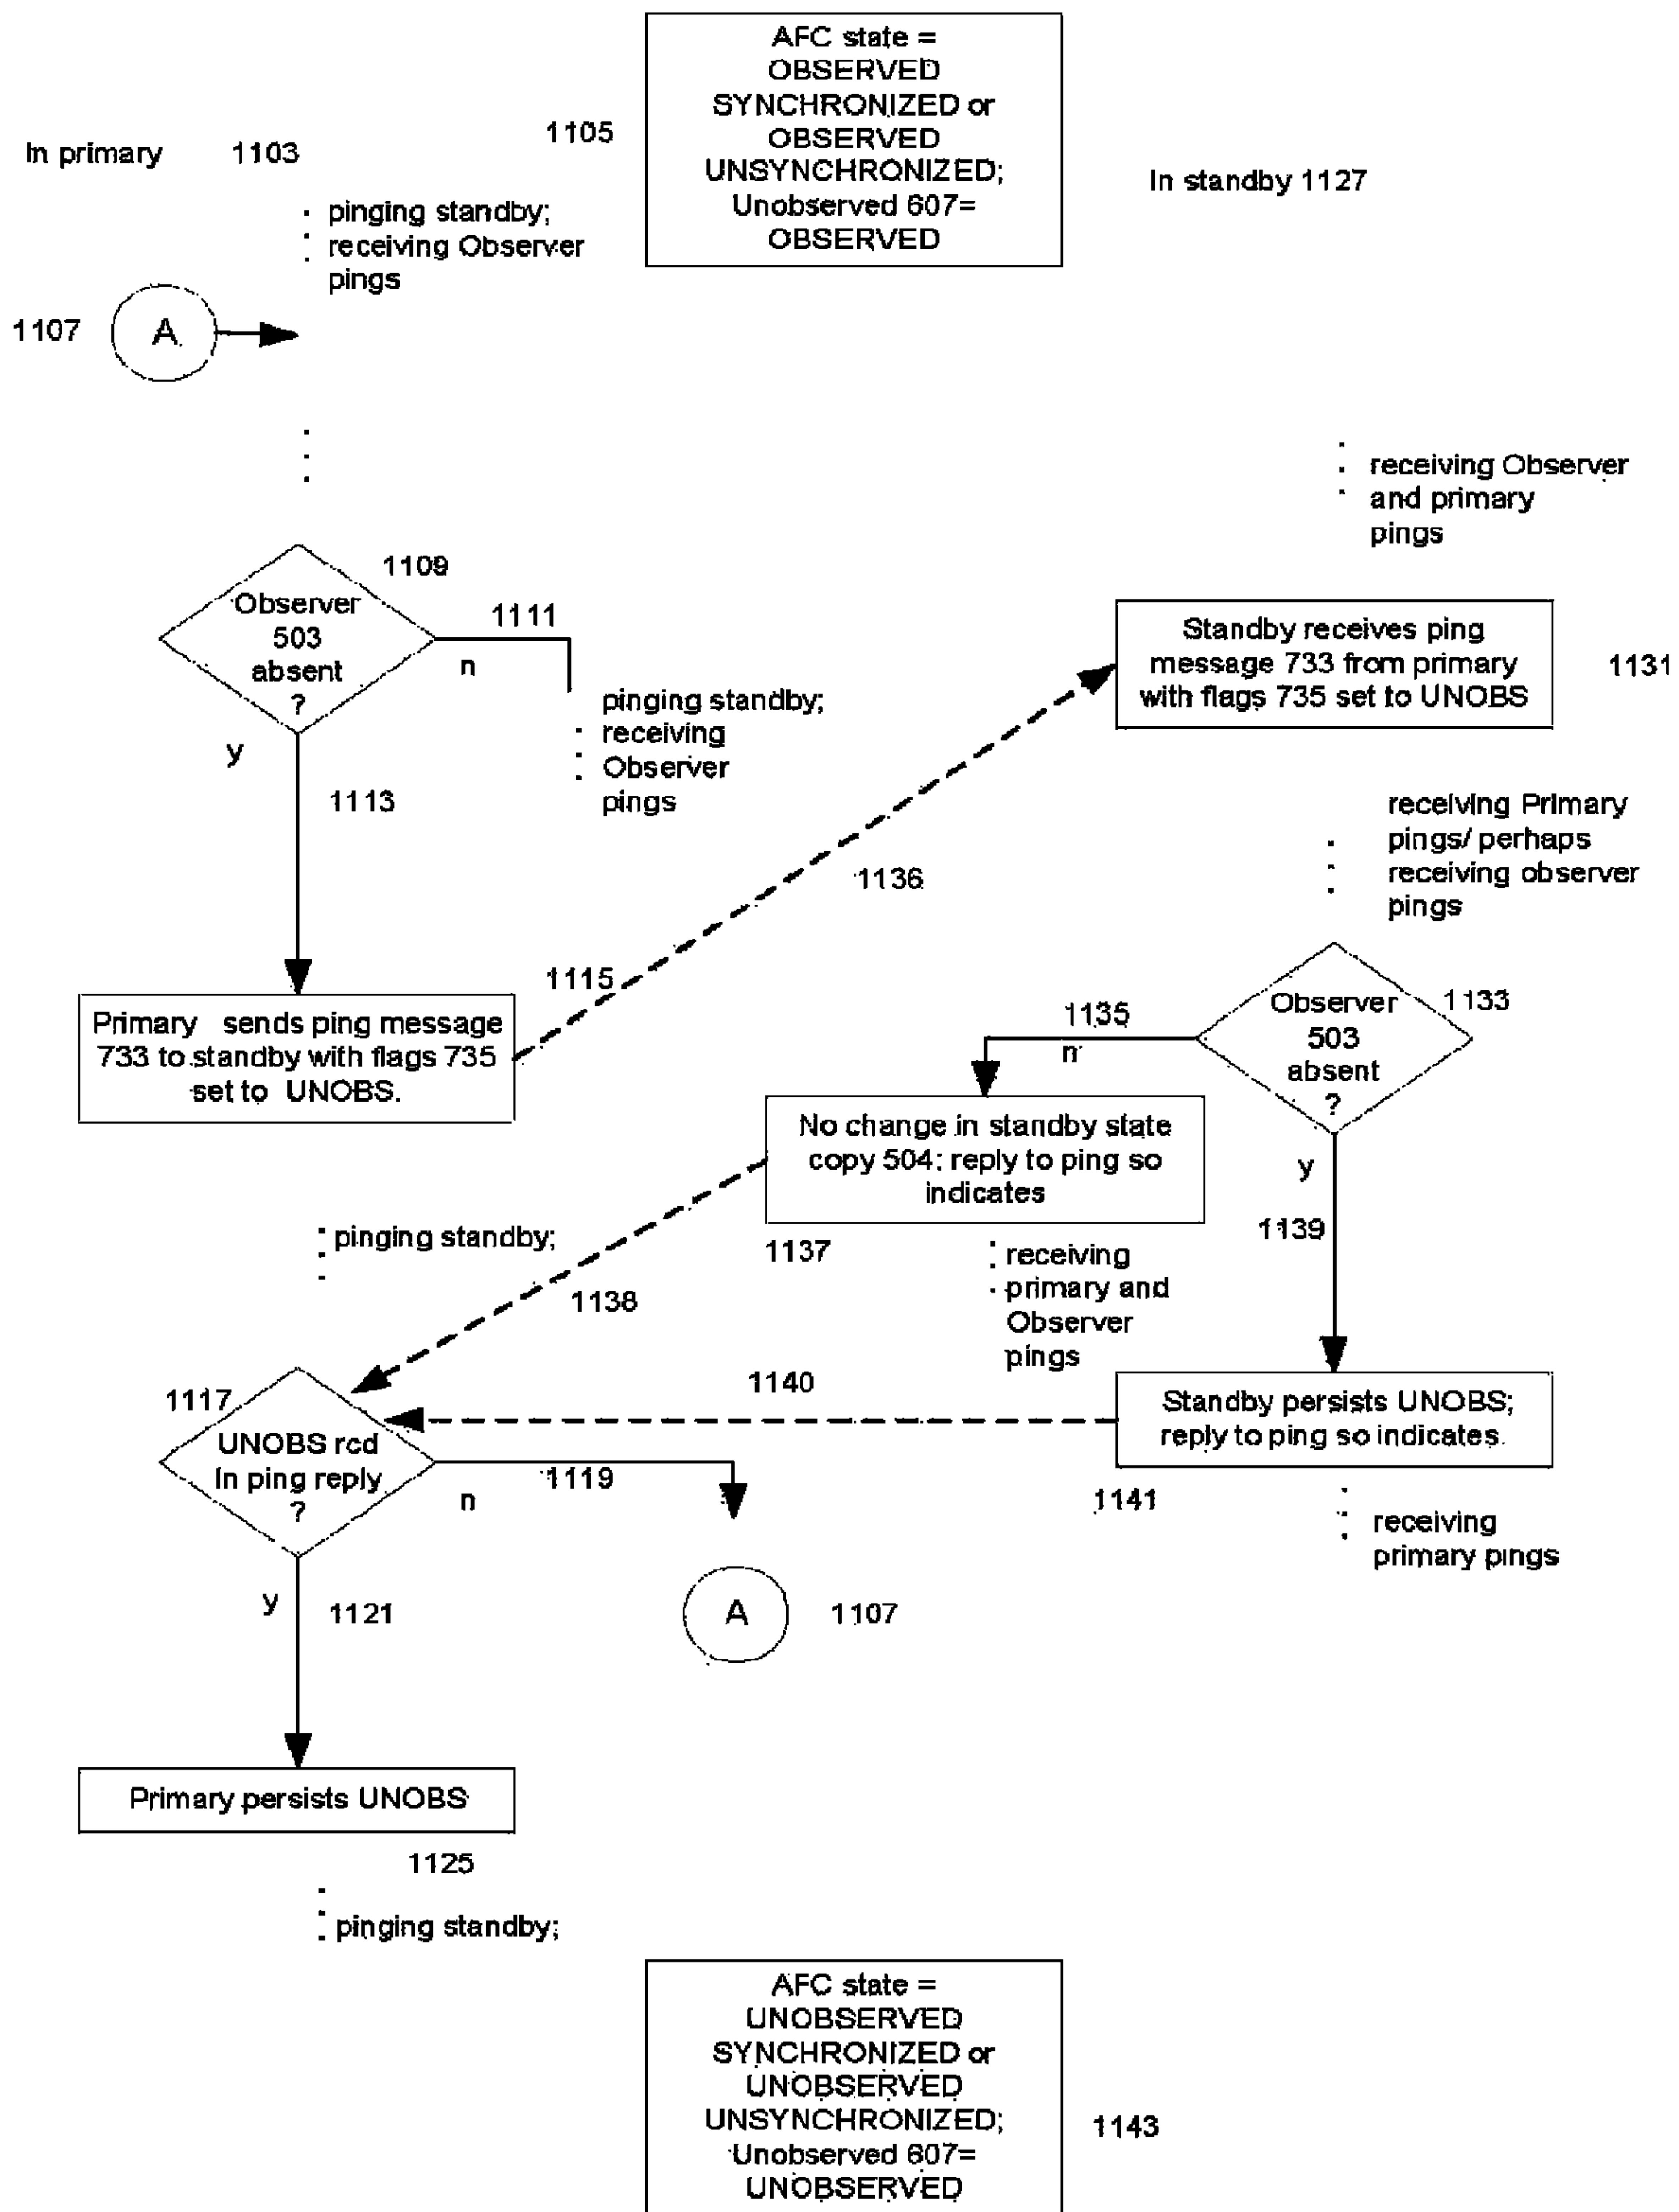 AFC state =
OBSERVED
SYNCHRONIZED or
OBSERVED
UNSYNCHRONIZED;
Unobserved 607=
OBSERVED
1105
In primary 1103
In standby 1127
pinging standby;
receiving Observer
pings
1107
A
receiving Observer
and primary
pings
1109
Observer
503
absent
?
1111
n
y
1113
pinging standby;
receiving
Observer
pings
Standby receives ping
message 733 from primary
with flags 735 set to UNOBS
1131
receiving Primary
pings/ perhaps
receiving observer
pings
1136
1115
Primary sends ping message
733 to standby with flags 735
set to UNOBS.
1133
Observer
503
absent
?
1135
n
y
1139
No change in standby state
copy 504; reply to ping so
indicates
1137
pinging standby;
1138
receiving
primary and
Observer
pings
1140
1117
UNOBS rcd
In ping reply
?
1119
n
Standby persists UNOBS;
reply to ping so indicates.
1141
receiving
primary pings
y
1121
A
1107
Primary persists UNOBS
1125
pinging standby;
AFC state =
UNOBSERVED
SYNCHRONIZED or
UNOBSERVED
UNSYNCHRONIZED;
Unobserved 607=
UNOBSERVED
1143